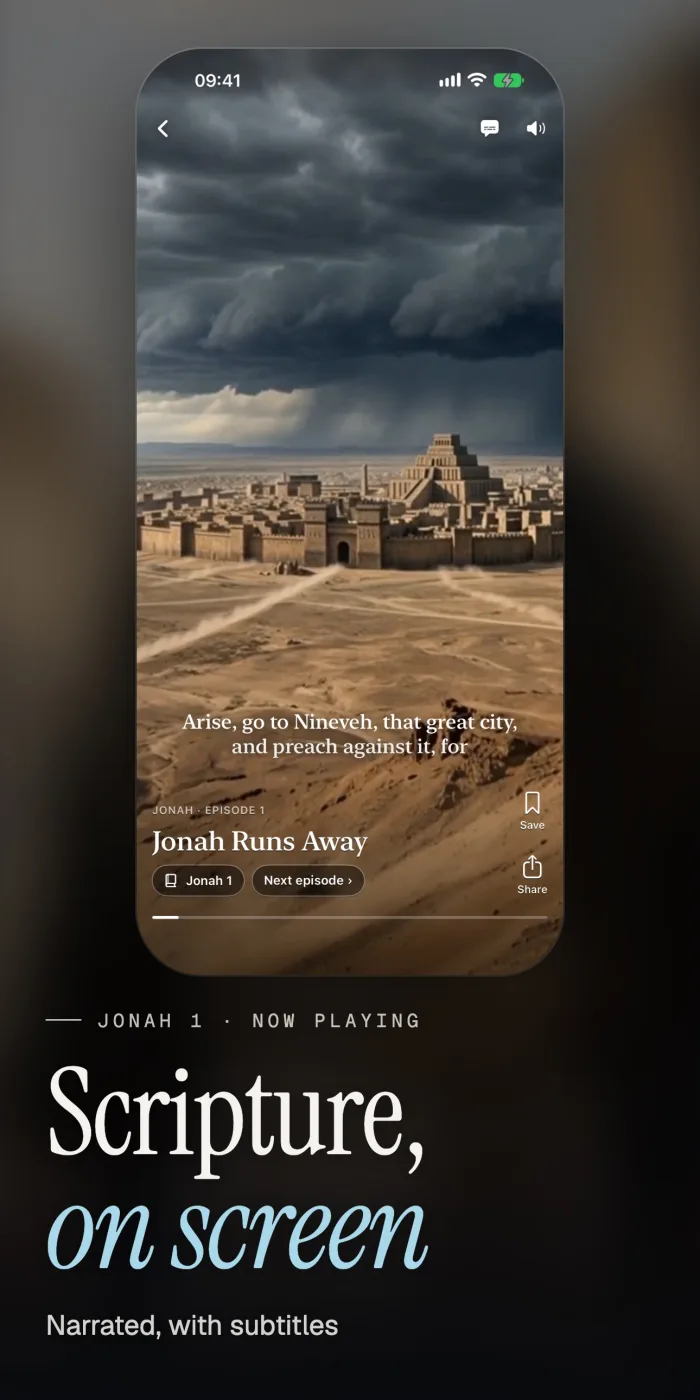 09:41
Arise, go to Nineveh, that great city,
and preach against it, for
JONAH · EPISODE 1
Save
Jonah Runs Away
Jonah 1
Next episode ›
Share
JONAH 1 · NOW PLAYING
Scripture,
on screen
Narrated, with subtitles